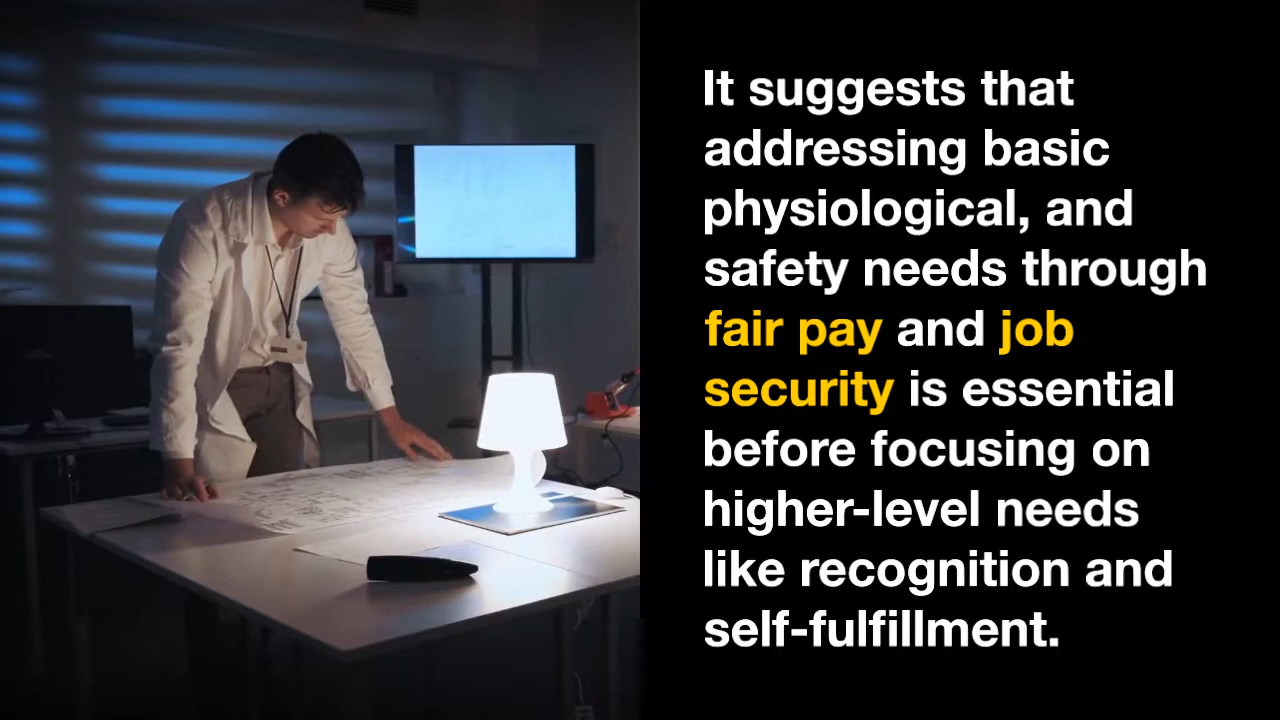 It suggests that
addressing basic
physiological, and
safety needs through
fair pay and job
security is essential
before focusing on
higher-level needs
like recognition and
self-fulfillment.